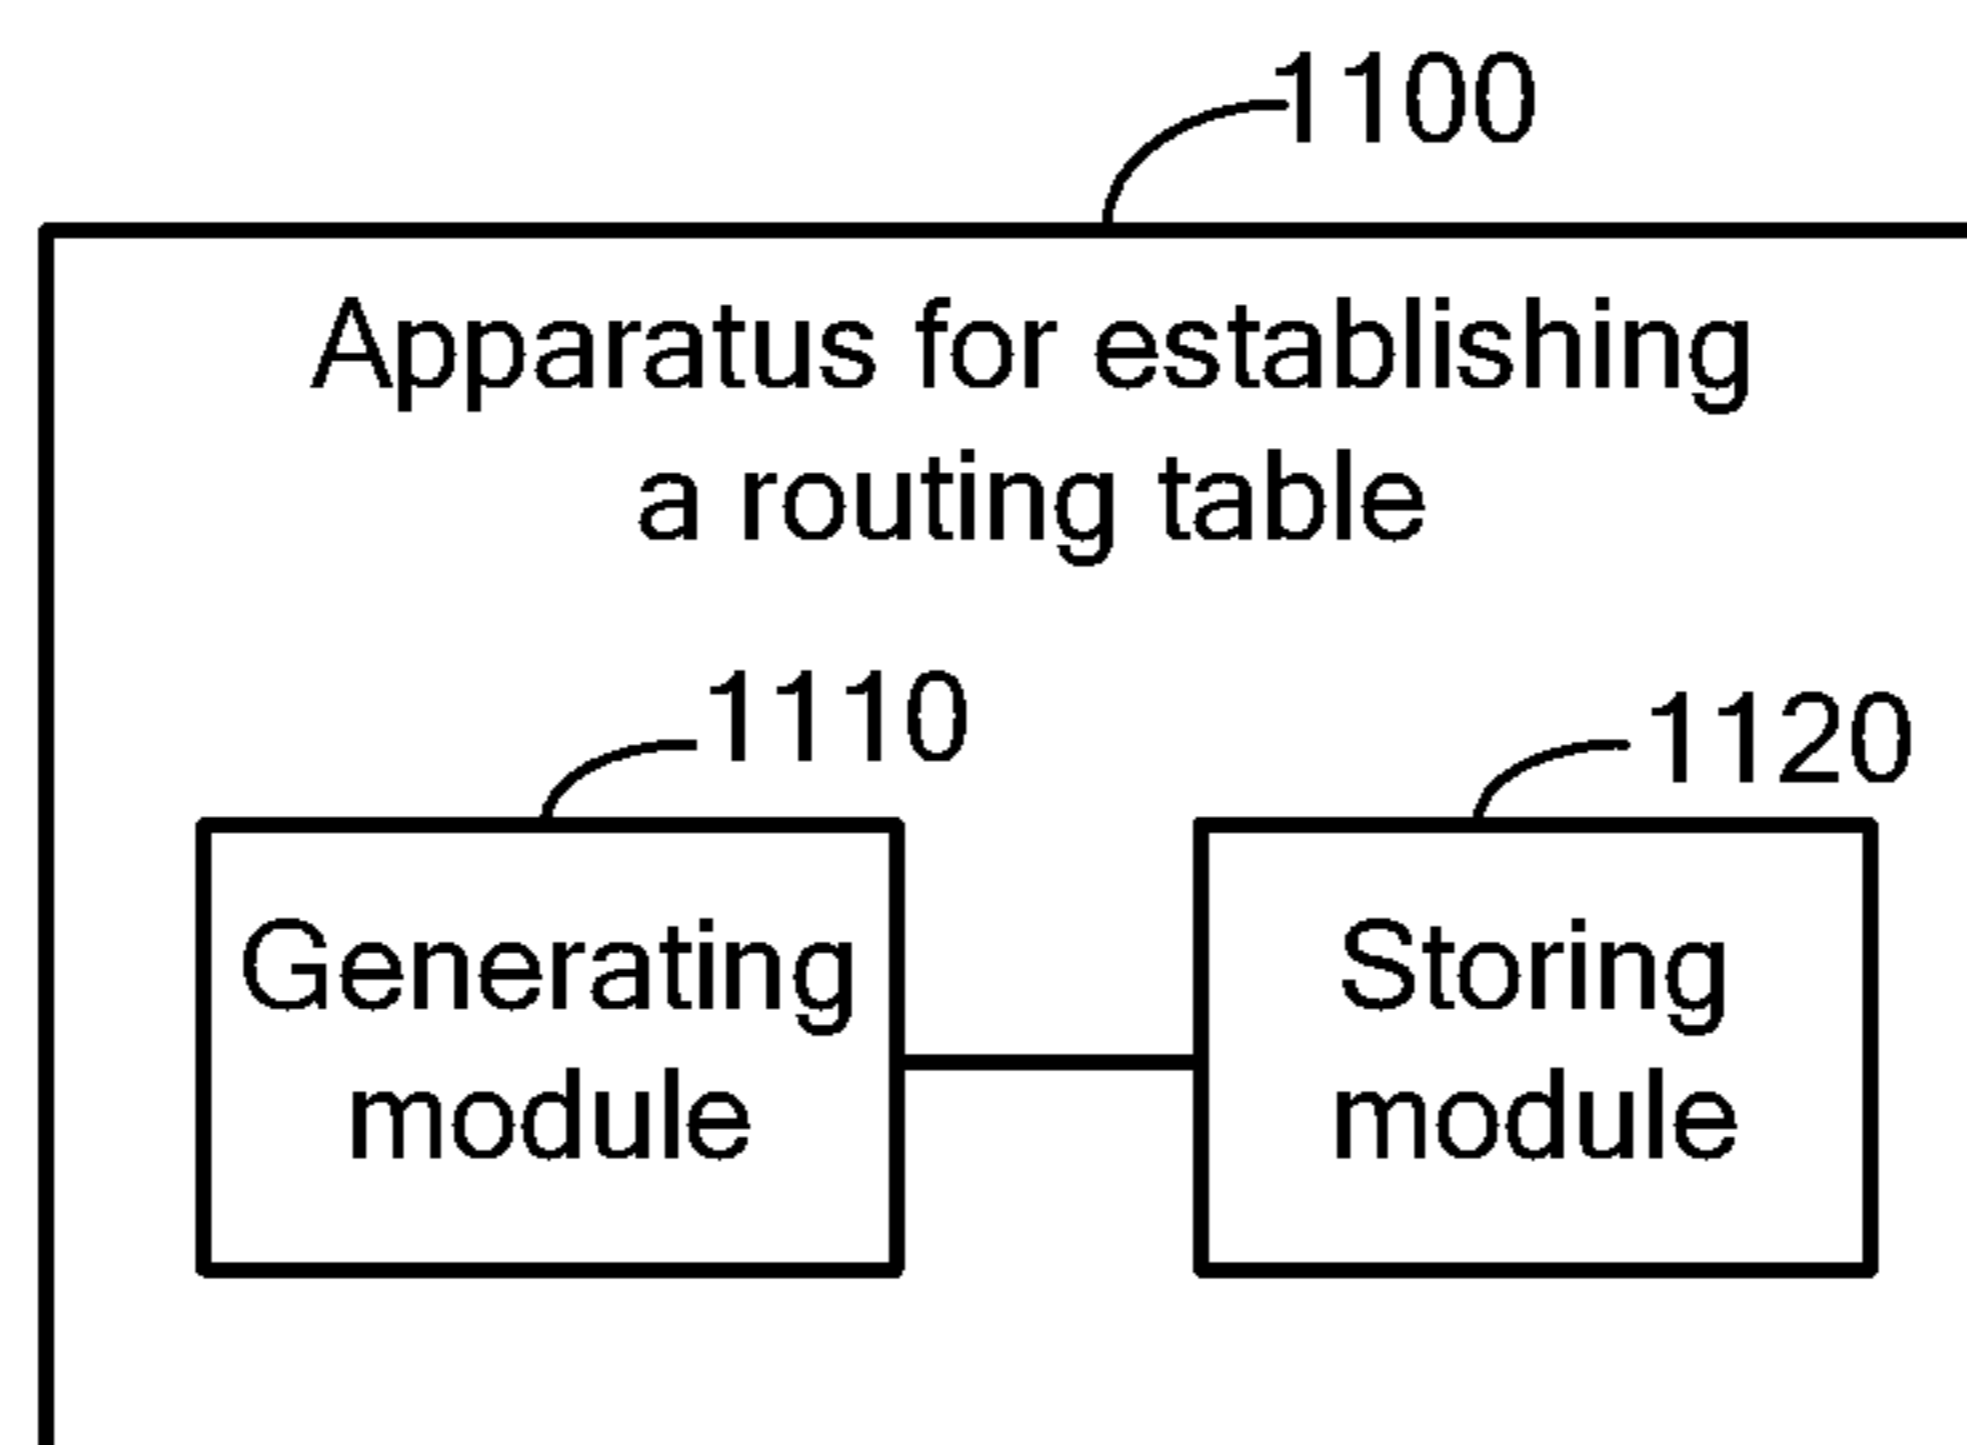 1100
Apparatus for establishing
a routing table
1110
1120
Generating
module
Storing
module